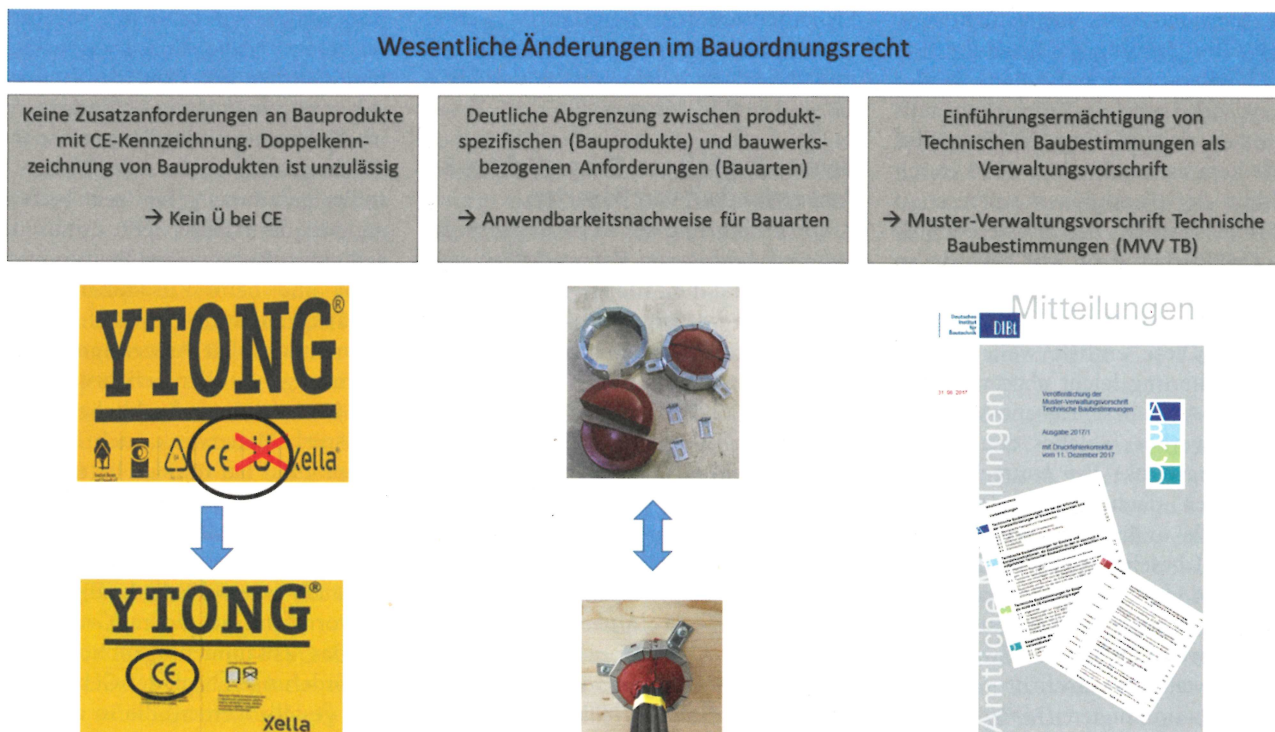 Wesentliche Änderungen im Bauordnungsrecht
Keine Zusatzanforderungen an Bauprodukte
mit CE-Kennzeichnung. Doppelkenn-
zeichnung von Bauprodukten ist unzulässig
→ Kein Ü bei CE
Deutliche Abgrenzung zwischen produkt-
spezifischen (Bauprodukte) und bauwerks-
bezogenen Anforderungen (Bauarten)
→ Anwendbarkeitsnachweise für Bauarten
Einführungsermächtigung von
Technischen Baubestimmungen als
Verwaltungsvorschrift
→ Muster-Verwaltungsvorschrift Technische
Baubestimmungen (MVV TB)
YTONG®
CE Ü Xella®
YTONG®
CE
Xella
Mitteilungen
Deutsches
Institut
für
Bautechnik
DIBt
Amtliche Mitteilungen
Veröffentlichung der
Muster-Verwaltungsvorschrift
Technische Baubestimmungen
Ausgabe 2017/1
mit Druckfehlerkorrektur
vom 11. Dezember 2017
A
B
C
D